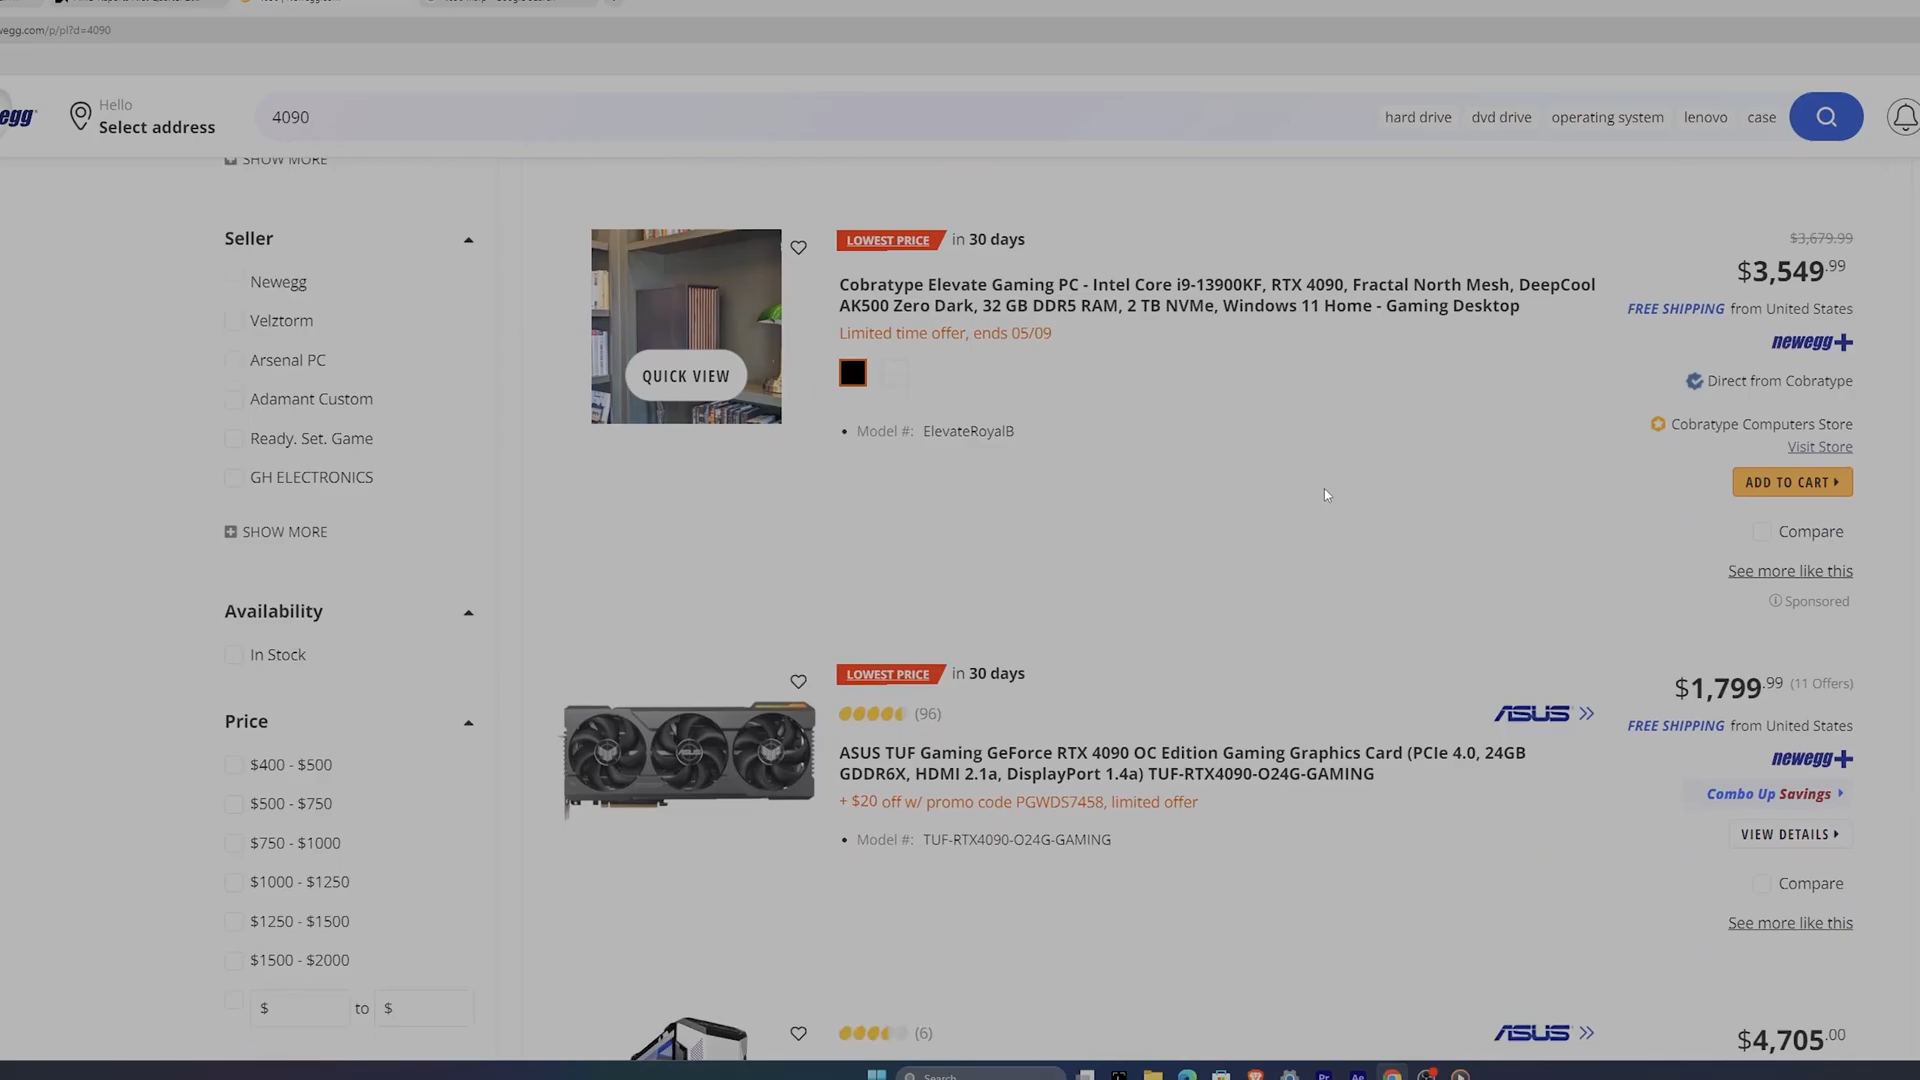 wegg.com/p/pl?d=4090
egg
Hello
Select address
4090
hard drive
dvd drive
operating system
lenovo
case
SHOW MORE
Seller
Newegg
Velztorm
Arsenal PC
Adamant Custom
Ready. Set. Game
GH ELECTRONICS
SHOW MORE
Availability
In Stock
Price
$400 - $500
$500 - $750
$750 - $1000
$1000 - $1250
$1250 - $1500
$1500 - $2000
$ to $
QUICK VIEW
LOWEST PRICE in 30 days
Cobratype Elevate Gaming PC - Intel Core i9-13900KF, RTX 4090, Fractal North Mesh, DeepCool
AK500 Zero Dark, 32 GB DDR5 RAM, 2 TB NVMe, Windows 11 Home - Gaming Desktop
Limited time offer, ends 05/09
• Model #: ElevateRoyalB
$3,679.99
$3,549.99
FREE SHIPPING from United States
newegg+
Direct from Cobratype
Cobratype Computers Store
Visit Store
ADD TO CART
Compare
See more like this
Sponsored
LOWEST PRICE in 30 days
(96)
ASUS
ASUS TUF Gaming GeForce RTX 4090 OC Edition Gaming Graphics Card (PCIe 4.0, 24GB
GDDR6X, HDMI 2.1a, DisplayPort 1.4a) TUF-RTX4090-O24G-GAMING
+ $20 off w/ promo code PGWDS7458, limited offer
• Model #: TUF-RTX4090-O24G-GAMING
$1,799.99 (11 Offers)
FREE SHIPPING from United States
newegg+
Combo Up Savings
VIEW DETAILS
Compare
See more like this
(6)
ASUS
$4,705.00
Search
Pr
Ae